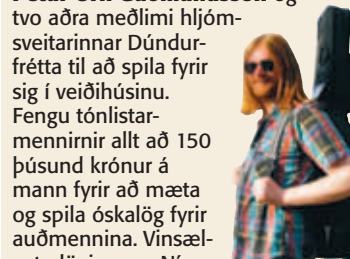 og
tvo aðra meðlimi hljóm-
sveitarinnar Dúndur-
frétta til að spila fyrir
sig í veiðihúsinu.
Fengu tónlistar-
mennirnir allt að 150
þúsund krónur á
mann fyrir að mæta
og spila óskalög fyrir
auðmennina. Vinsæl-